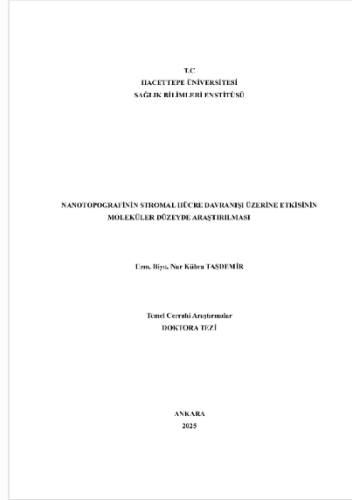 T.C
HACETTEPE ÜNİVERSİTESİ
SAĞLIK BİLİMLERİ ENSTİTÜSÜ
NANOTOPOGRAFİNİN STROMAL HÜCRE DAVRANIŞI ÜZERİNE ETKİSİNİN
MOLEKÜLER DÜZEYDE ARAŞTIRILMASI
Uzm. Biyo. Nur Kübra TAŞDEMİR
Temel Cerrahi Araştırmalar
DOKTORA TEZİ
ANKARA
2025